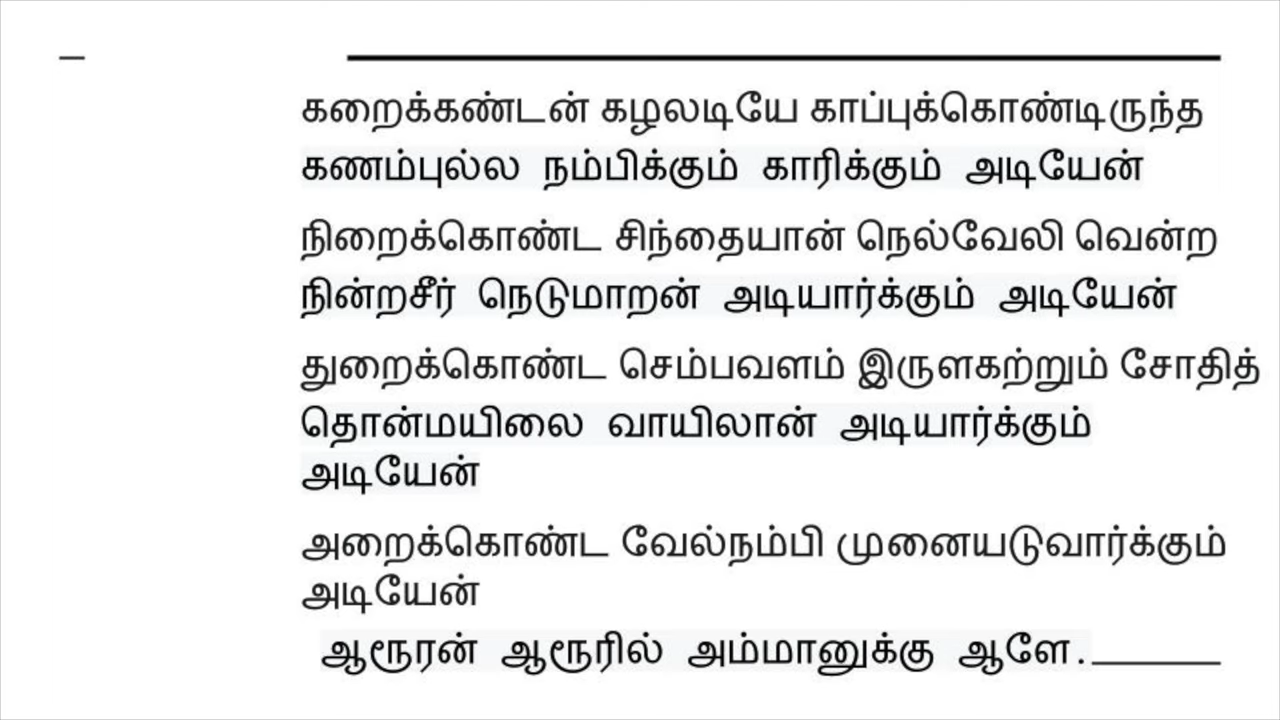 கறைக்கண்டன் கழலடியே காப்புக்கொண்டிருந்த
கணம்புல்ல நம்பிக்கும் காரிக்கும் அடியேன்
நிறைக்கொண்ட சிந்தையான் நெல்வேலி வென்ற
நின்றசீர் நெடுமாறன் அடியார்க்கும் அடியேன்
துறைக்கொண்ட செம்பவளம் இருளகற்றும் சோதித்
தொன்மயிலை வாயிலான் அடியார்க்கும்
அடியேன்
அறைக்கொண்ட வேல்நம்பி முனையடுவார்க்கும்
அடியேன்
ஆரூரன் ஆரூரில் அம்மானுக்கு ஆளே.